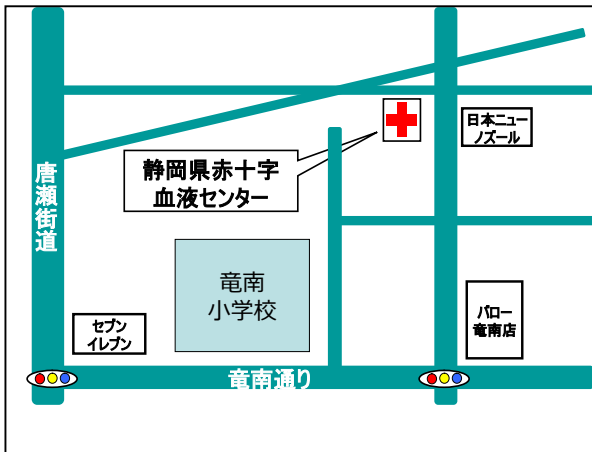 日本ニュー
ノズール
静岡県赤十字
血液センター
唐瀬街道
竜南
小学校
セブン
イレブン
バロー
竜南店
竜南通り